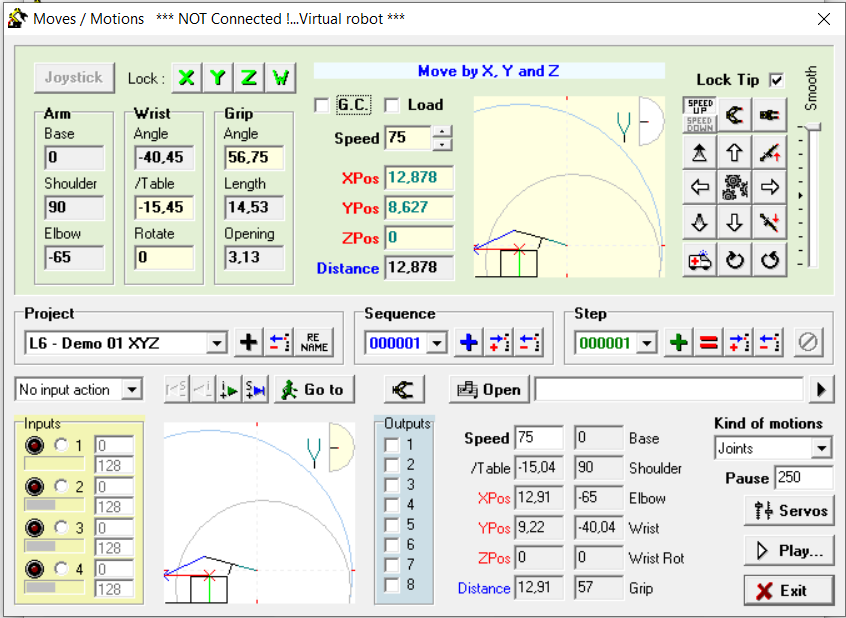 Moves / Motions   *** NOT Connected !...Virtual robot ***
Joystick Lock : X Y Z W
Move by X, Y and Z
Lock Tip
Smooth
G.C. Load
SPEED UP
SPEED DOWN
Arm Wrist Grip
Base Angle Angle
0 -40,45 56,75
Speed 75
Shoulder /Table Length
90 -15,45 14,53
XPos 12,878
YPos 8,627
Elbow Rotate Opening
-65 0 3,13
ZPos 0
Distance 12,878
Project Sequence Step
L6 - Demo 01 XYZ RE NAME 000001 000001
No input action S i i S Go to Open
Inputs Outputs Kind of motions
1 0
128
2 0
128
3 0
128
4 0
128
1
2
3
4
5
6
7
8
Speed 75 0 Base
/Table -15,04 90 Shoulder
XPos 12,91 -65 Elbow
YPos 9,22 -40,04 Wrist
ZPos 0 0 Wrist Rot
Distance 12,91 57 Grip
Joints
Pause 250
Servos
Play...
Exit